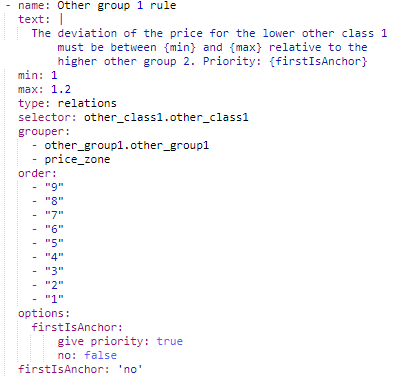 - name: Other group 1 rule
  text: |
    The deviation of the price for the lower other class 1
        must be between {min} and {max} relative to the
        higher other group 2. Priority: {firstIsAnchor}
  min: 1
  max: 1.2
  type: relations
  selector: other_class1.other_class1
  grouper:
    - other_group1.other_group1
    - price_zone
  order:
    - "9"
    - "8"
    - "7"
    - "6"
    - "5"
    - "4"
    - "3"
    - "2"
    - "1"
  options:
    firstIsAnchor:
        give priority: true
        no: false
  firstIsAnchor: 'no'